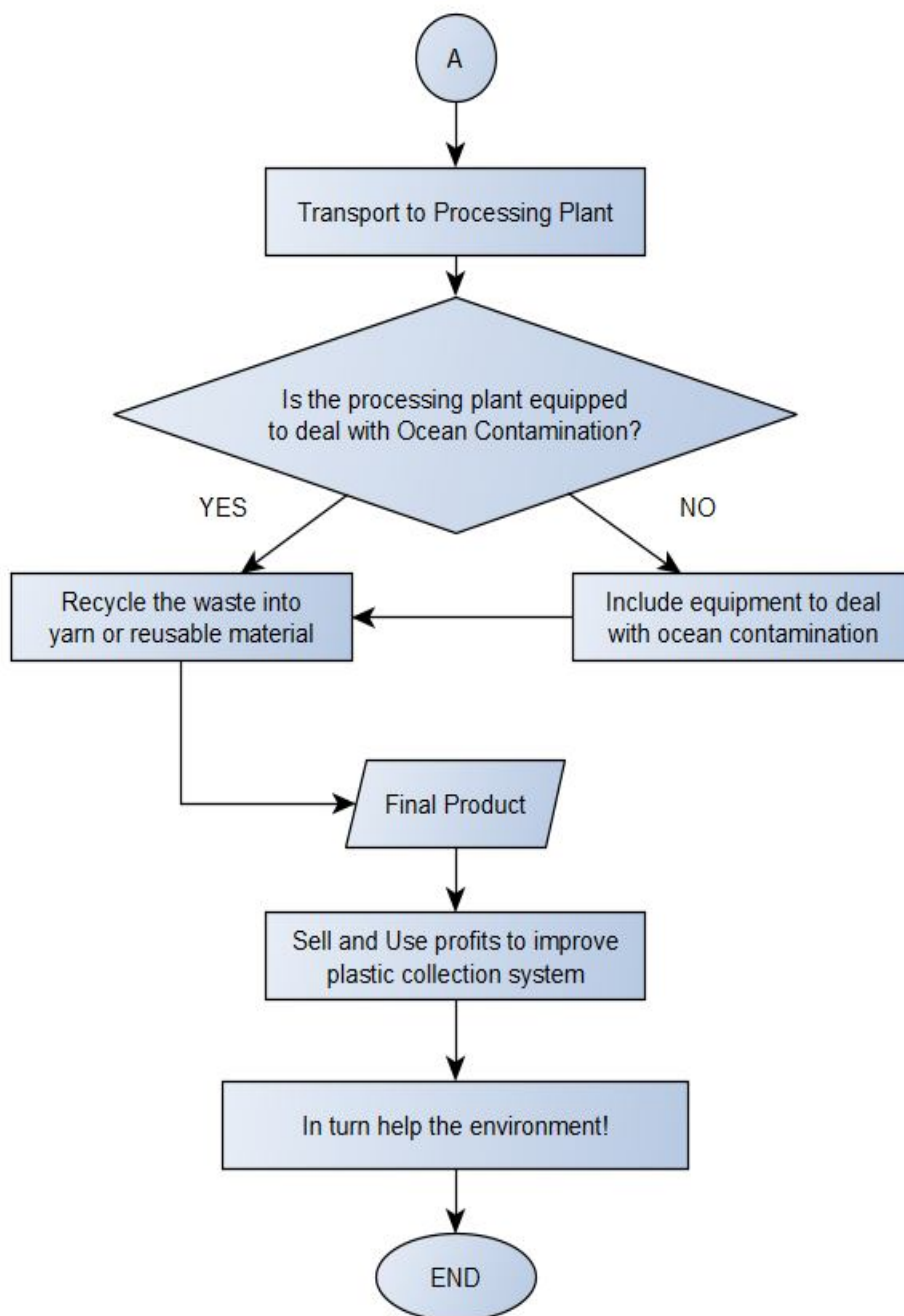 A
Transport to Processing Plant
Is the processing plant equipped
to deal with Ocean Contamination?
YES
NO
Recycle the waste into
yarn or reusable material
Include equipment to deal
with ocean contamination
Final Product
Sell and Use profits to improve
plastic collection system
In turn help the environment!
END